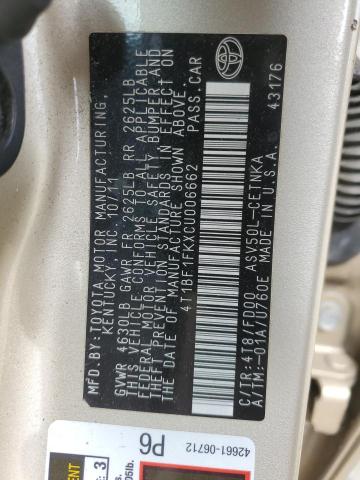 MFD.BY:TOYOTA MOTOR MANUFACTURING,
KENTUCKY, INC. 10/11
GVWR 4630LB GAWR FR 2625LB RR 2625LB
THIS VEHICLE CONFORMS TO ALL APPLICABLE
FEDERAL MOTOR VEHICLE SAFETY, BUMPER AND
THEFT PREVENTION STANDARDS IN EFFECT ON
THE DATE OF MANUFACTURE SHOWN ABOVE.
4T1BF1FKXCU006662 PASS.CAR
C/TR:4T8/FD00 ASV50L-CETNKA
A/TM:-01A/U760E MADE IN U.S.A.
43176
42661-06712
P6
3